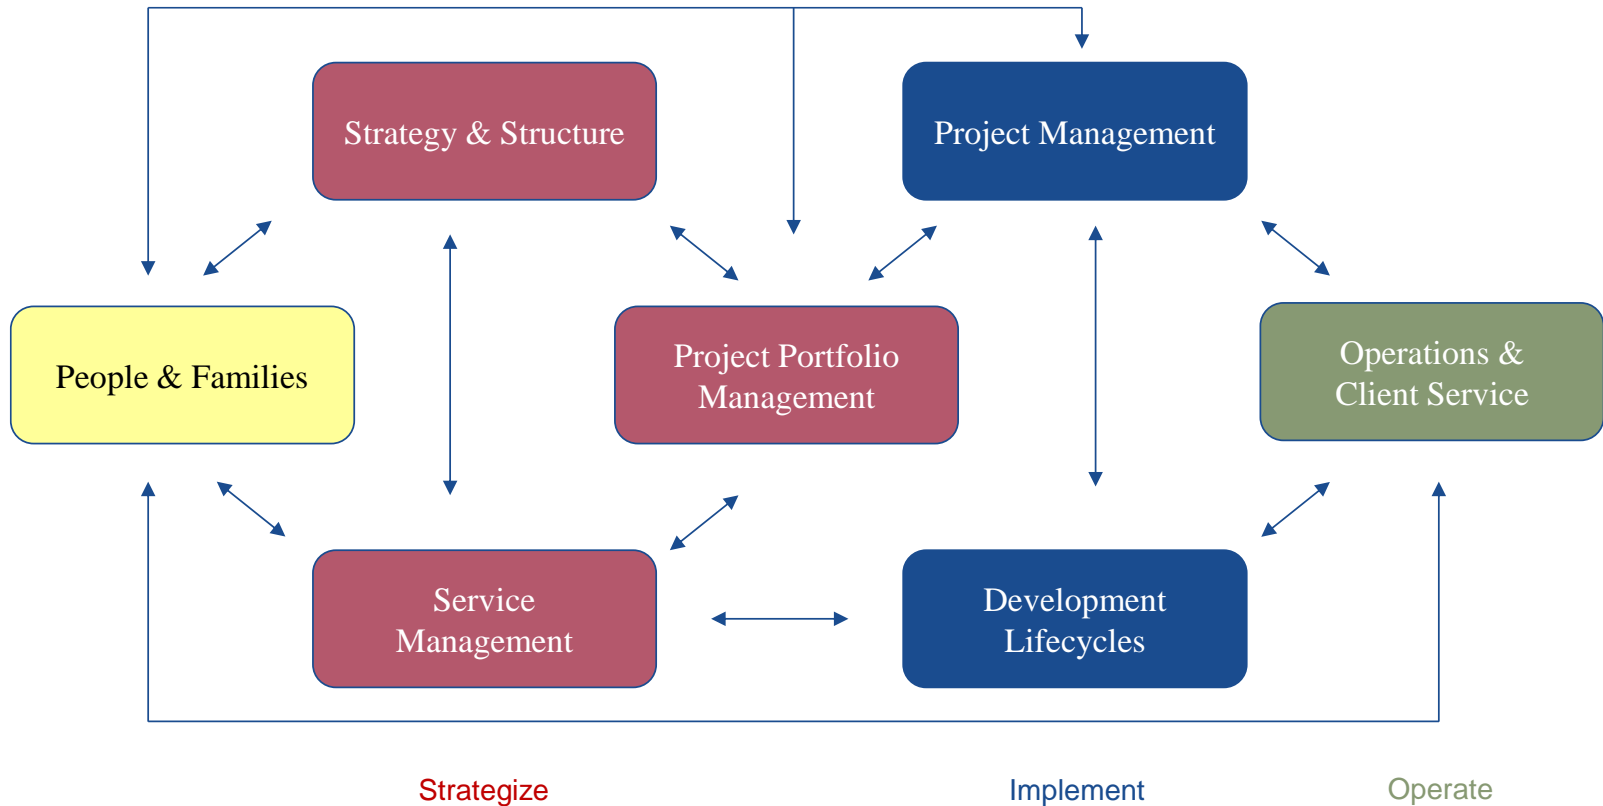 Strategy & Structure
Project Management
People & Families
Project Portfolio
Management
Operations &
Client Service
Service
Management
Development
Lifecycles
Strategize
Implement
Operate